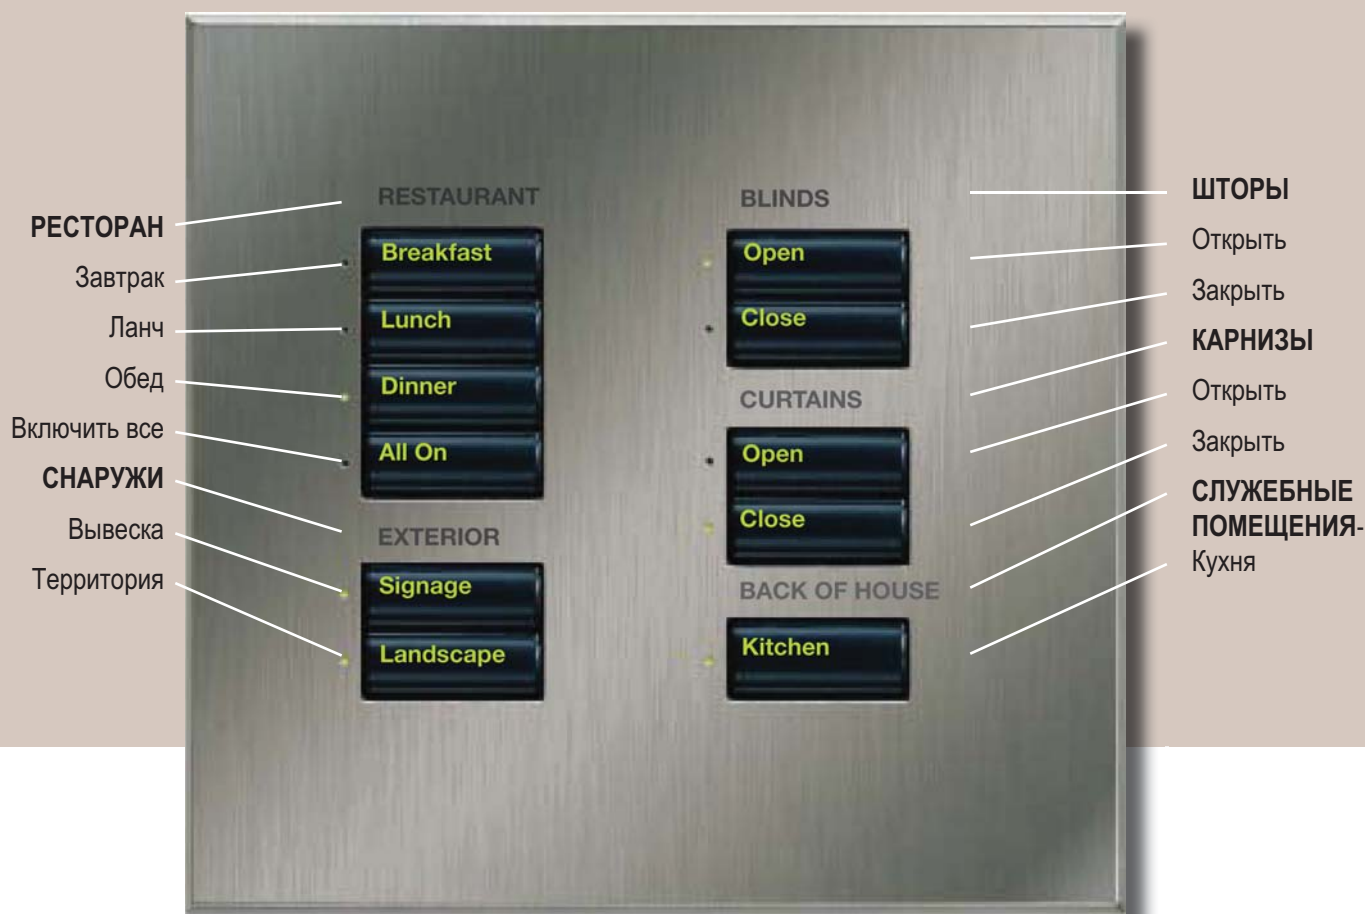 РЕСТОРАН
Завтрак
Ланч
Обед
Включить все
СНАРУЖИ
Вывеска
Территория
RESTAURANT
Breakfast
Lunch
Dinner
All On
EXTERIOR
Signage
Landscape
BLINDS
Open
Close
CURTAINS
Open
Close
BACK OF HOUSE
Kitchen
ШТОРЫ
Открыть
Закрыть
КАРНИЗЫ
Открыть
Закрыть
СЛУЖЕБНЫЕ
ПОМЕЩЕНИЯ-
Кухня